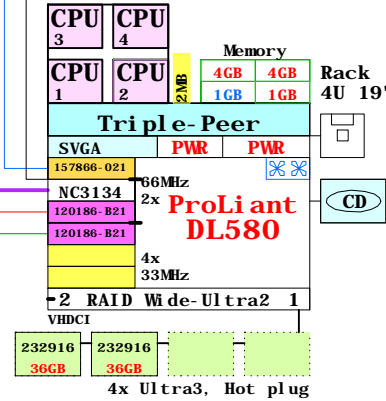 CPU CPU
3 4
Memory
CPU CPU
1 2
2MB
4GB 4GB
1GB 1GB
Rack
4U 19"
Triple-Peer
SVGA PWR PWR
157866-021
NC3134
66MHz
2x
120186-B21
120186-B21
ProLiant
DL580
CD
4x
33MHz
2 RAID Wide-Ultra2 1
VHDCI
232916 232916
36GB 36GB
4x Ultra3, Hot plug